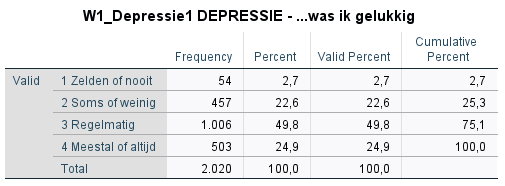 W1_Depressie1 DEPRESSIE - ...was ik gelukkig
Frequency Percent Valid Percent Cumulative Percent
Valid 1 Zelden of nooit 54 2,7 2,7 2,7
2 Soms of weinig 457 22,6 22,6 25,3
3 Regelmatig 1.006 49,8 49,8 75,1
4 Meestal of altijd 503 24,9 24,9 100,0
Total 2.020 100,0 100,0